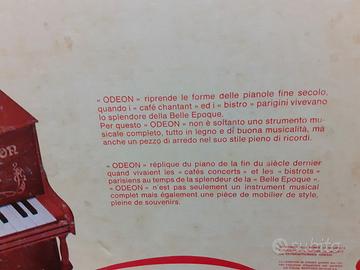 « ODEON » riprende le forme delle pianole fine secolo,
quando i « café chantant » ed i « bistro » parigini vivevano
lo splendore della Belle Epoque.
Per questo « ODEON » non è soltanto uno strumento mu-
sicale completo, tutto in legno e di buona musicalità, ma
anche un pezzo di arredo nel suo stile pieno di ricordi.
« ODEON » réplique du piano de la fin du siècle dernier
quand vivaient les « cafés concerts » et les « bistrots »
parisiens au temps de la splendeur de la « Belle Epoque ».
« ODEON » n'est pas seulement un instrument musical
complet mais également une pièce de mobilier de style,
pleine de souvenirs.
subito